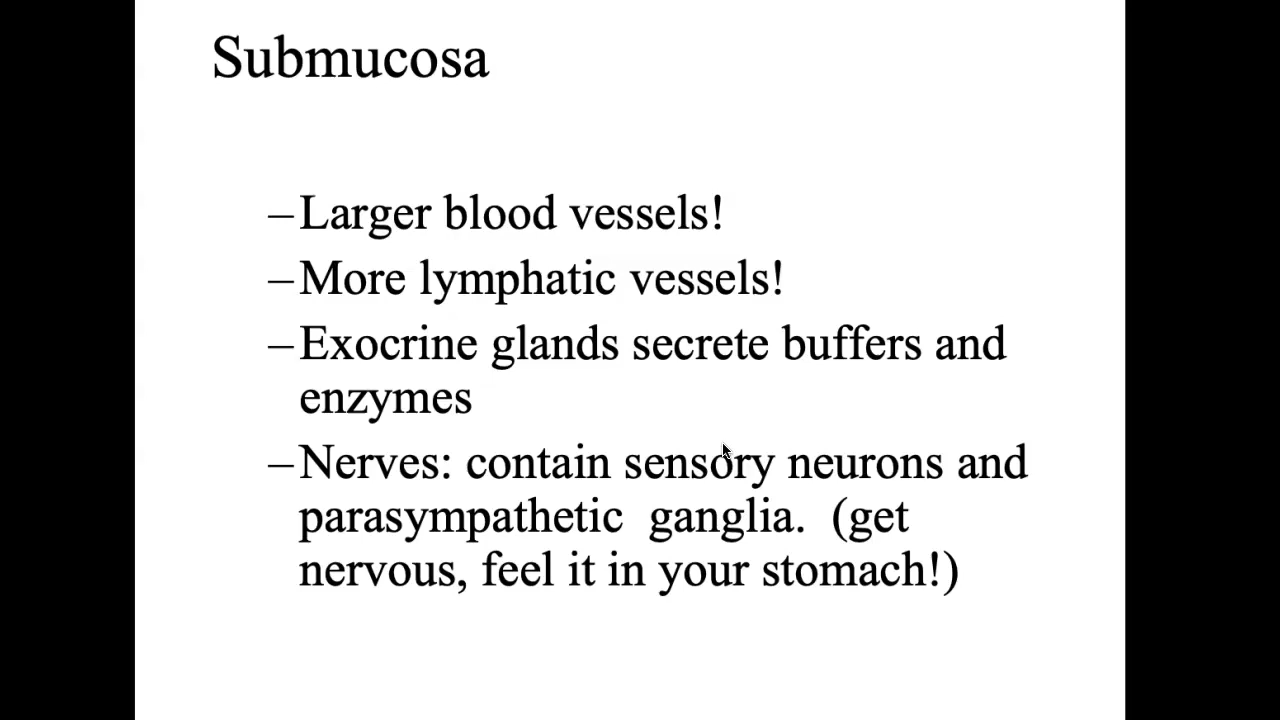 Submucosa
–Larger blood vessels!
–More lymphatic vessels!
–Exocrine glands secrete buffers and
enzymes
–Nerves: contain sensory neurons and
parasympathetic  ganglia.  (get
nervous, feel it in your stomach!)